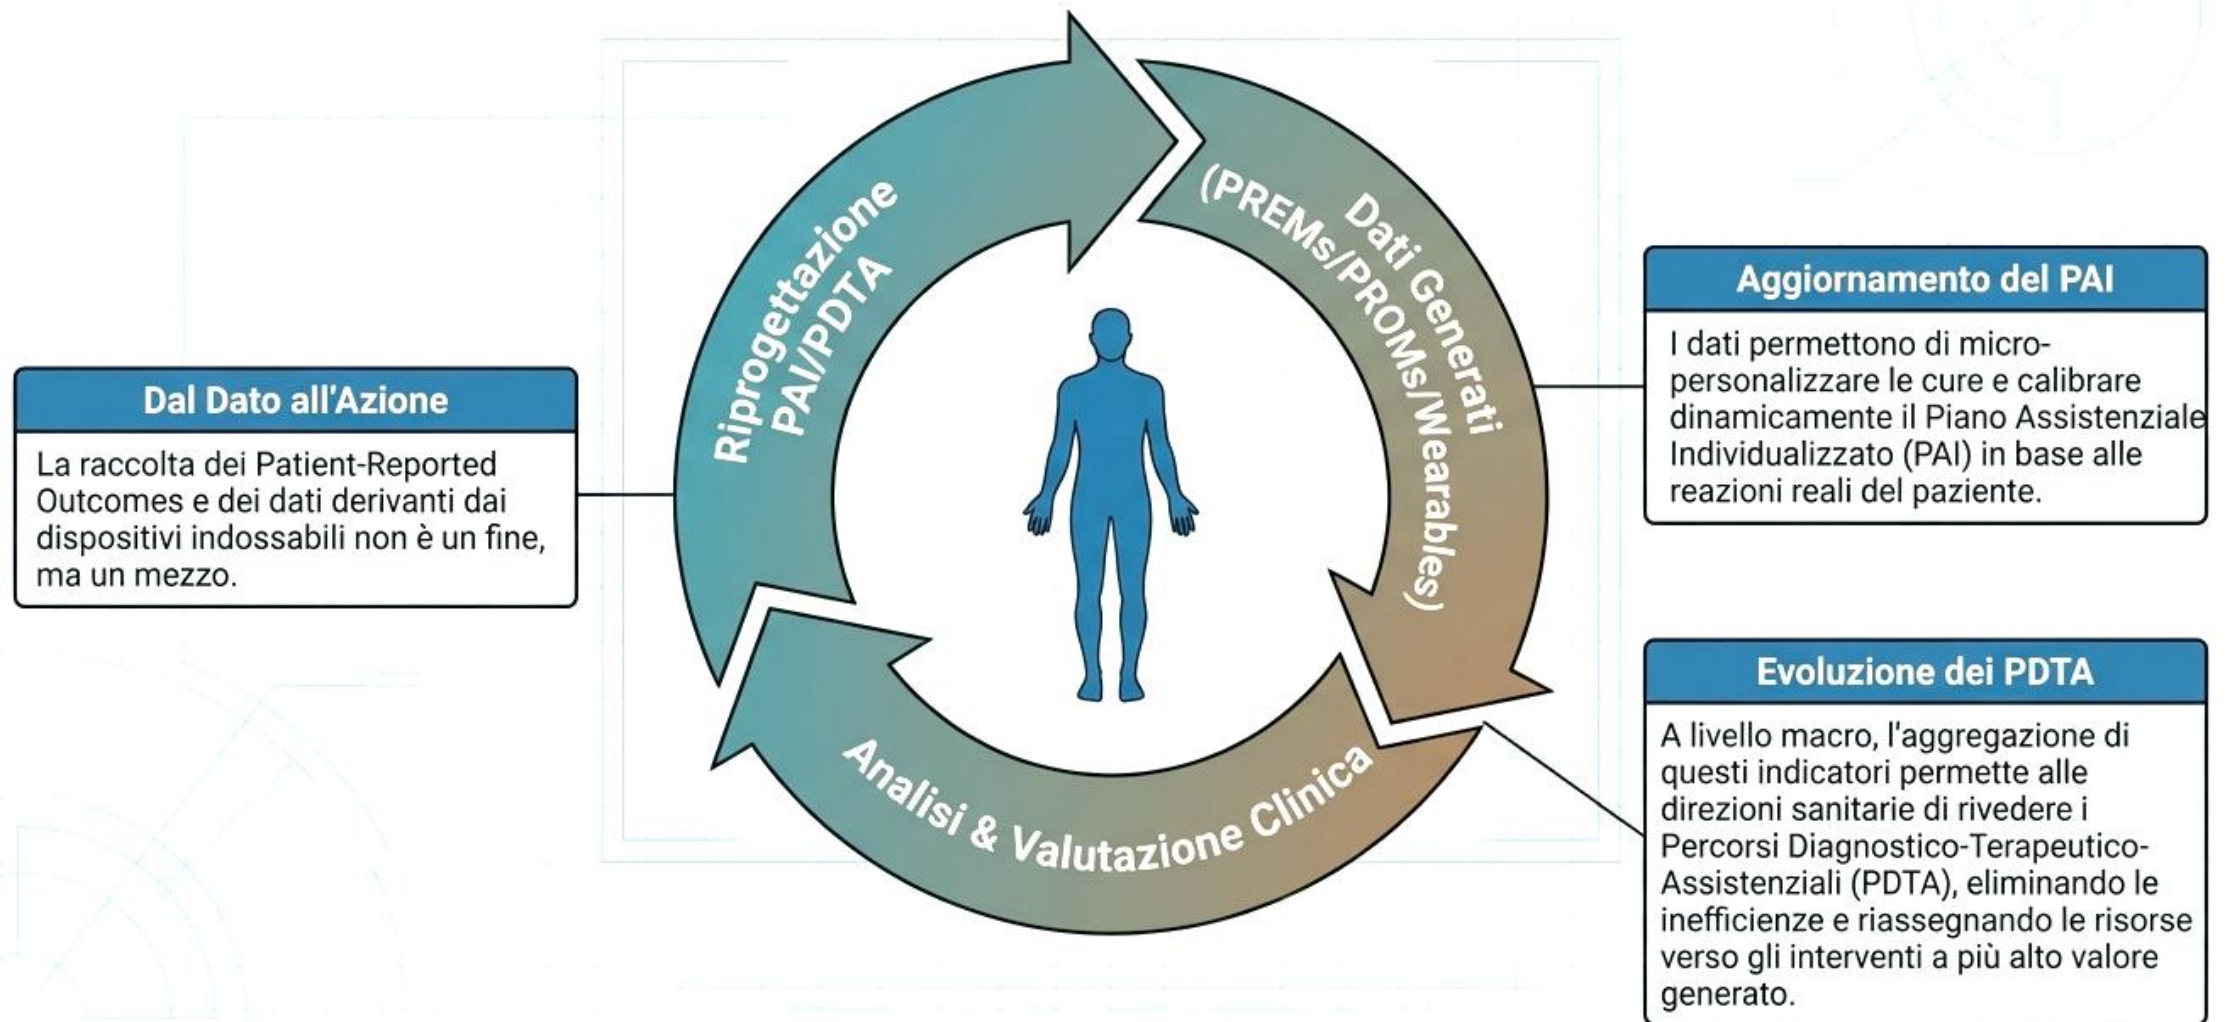 Riprogettazione
PAI/PDTA
Dati Generati
(PREMs/PROMs/Wearables)
Analisi & Valutazione Clinica
Dal Dato all'Azione
La raccolta dei Patient-Reported
Outcomes e dei dati derivanti dai
dispositivi indossabili non è un fine,
ma un mezzo.
Aggiornamento del PAI
I dati permettono di micro-
personalizzare le cure e calibrare
dinamicamente il Piano Assistenziale
Individualizzato (PAI) in base alle
reazioni reali del paziente.
Evoluzione dei PDTA
A livello macro, l'aggregazione di
questi indicatori permette alle
direzioni sanitarie di rivedere i
Percorsi Diagnostico-Terapeutico-
Assistenziali (PDTA), eliminando le
inefficienze e riassegnando le risorse
verso gli interventi a più alto valore
generato.